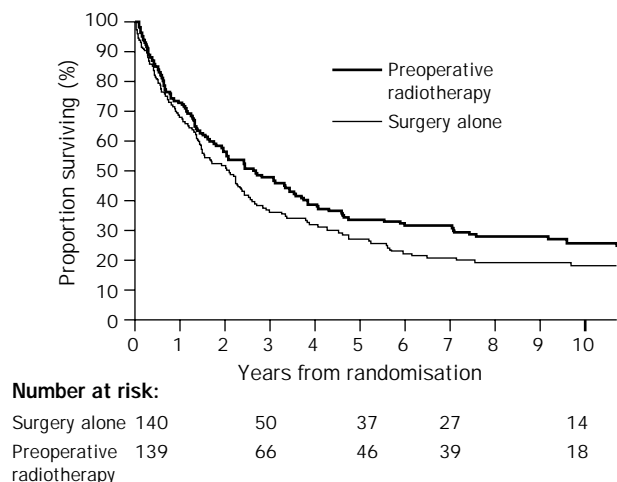 100
90
80
70
60
50
40
30
20
10
0
Proportion surviving (%)
Preoperative
radiotherapy
Surgery alone
0 1 2 3 4 5 6 7 8 9 10
Years from randomisation
Number at risk:
Surgery alone 140 50 37 27 14
Preoperative 139 66 46 39 18
radiotherapy